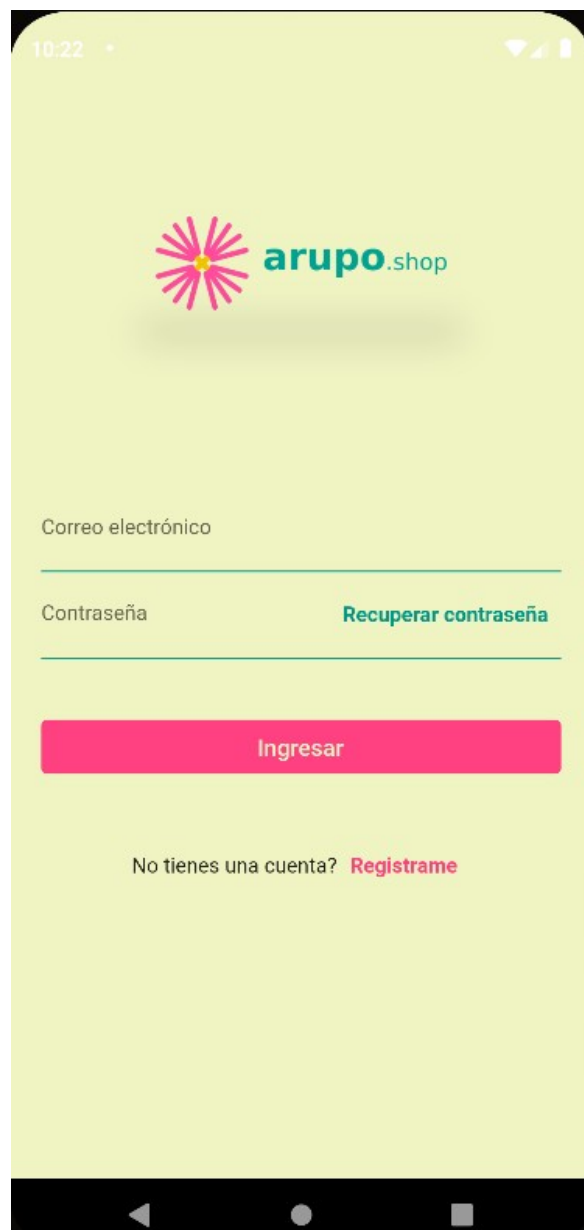 10:22
arupo.shop
Correo electrónico
Contraseña Recuperar contraseña
Ingresar
No tienes una cuenta? Registrame